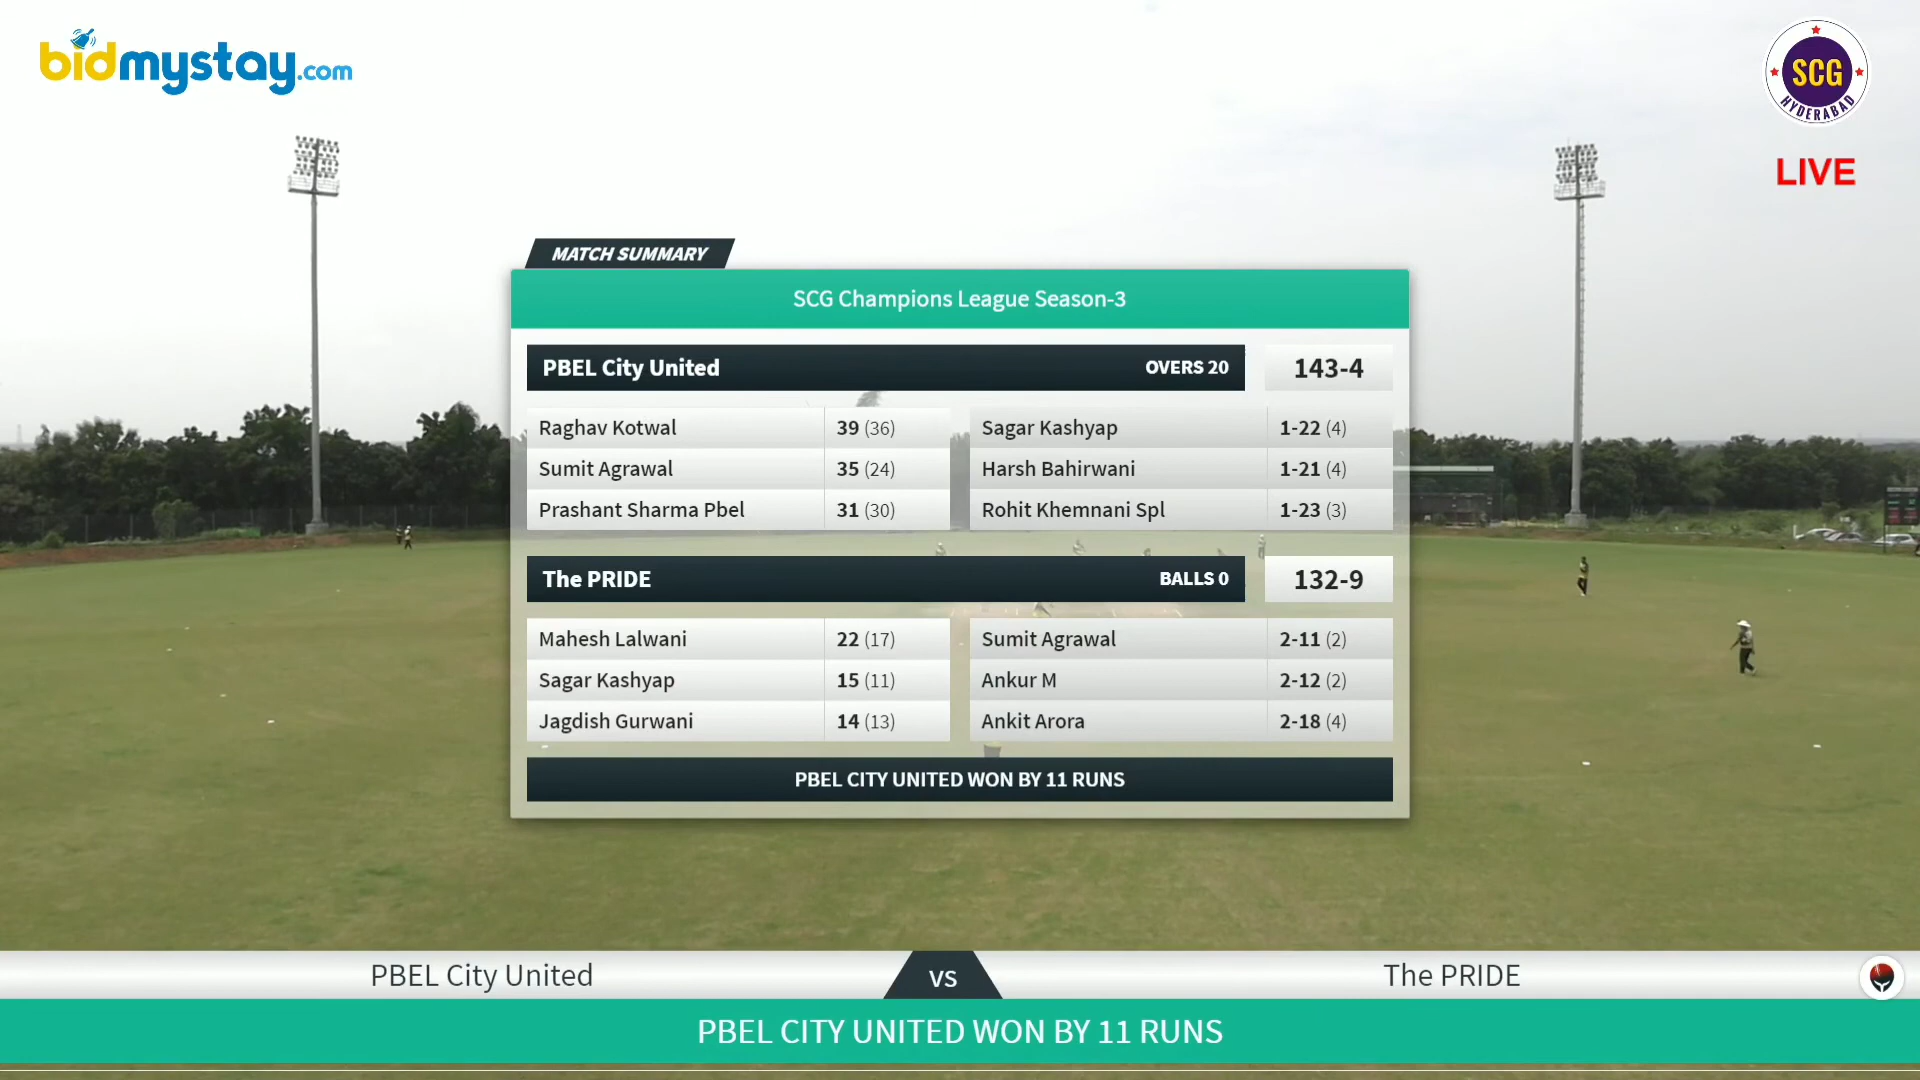 bidmystay.com
SCG
HYDERABAD
LIVE
MATCH SUMMARY
SCG Champions League Season-3
PBEL City United OVERS 20 143-4
Raghav Kotwal 39 (36) Sagar Kashyap 1-22 (4)
Sumit Agrawal 35 (24) Harsh Bahirwani 1-21 (4)
Prashant Sharma Pbel 31 (30) Rohit Khemnani Spl 1-23 (3)
The PRIDE BALLS 0 132-9
Mahesh Lalwani 22 (17) Sumit Agrawal 2-11 (2)
Sagar Kashyap 15 (11) Ankur M 2-12 (2)
Jagdish Gurwani 14 (13) Ankit Arora 2-18 (4)
PBEL CITY UNITED WON BY 11 RUNS
PBEL City United VS The PRIDE
PBEL CITY UNITED WON BY 11 RUNS